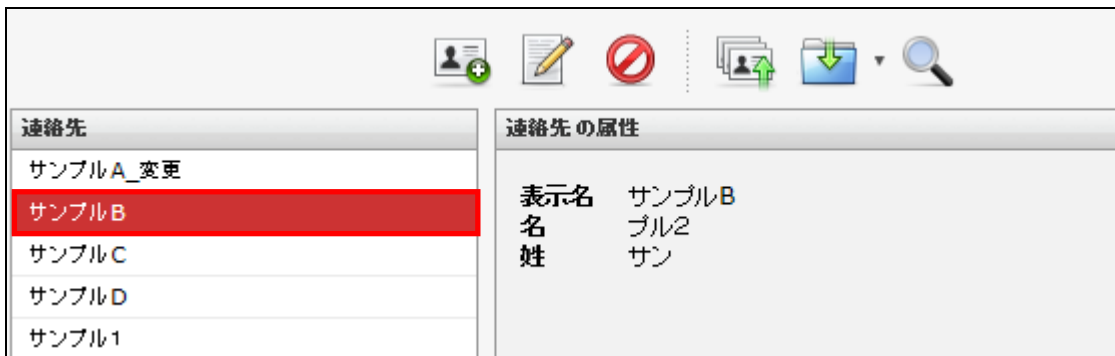 連絡先
サンプルA_変更
サンプルB
サンプルC
サンプルD
サンプル1
連絡先の属性
表示名 サンプルB
名 プル2
姓 サン